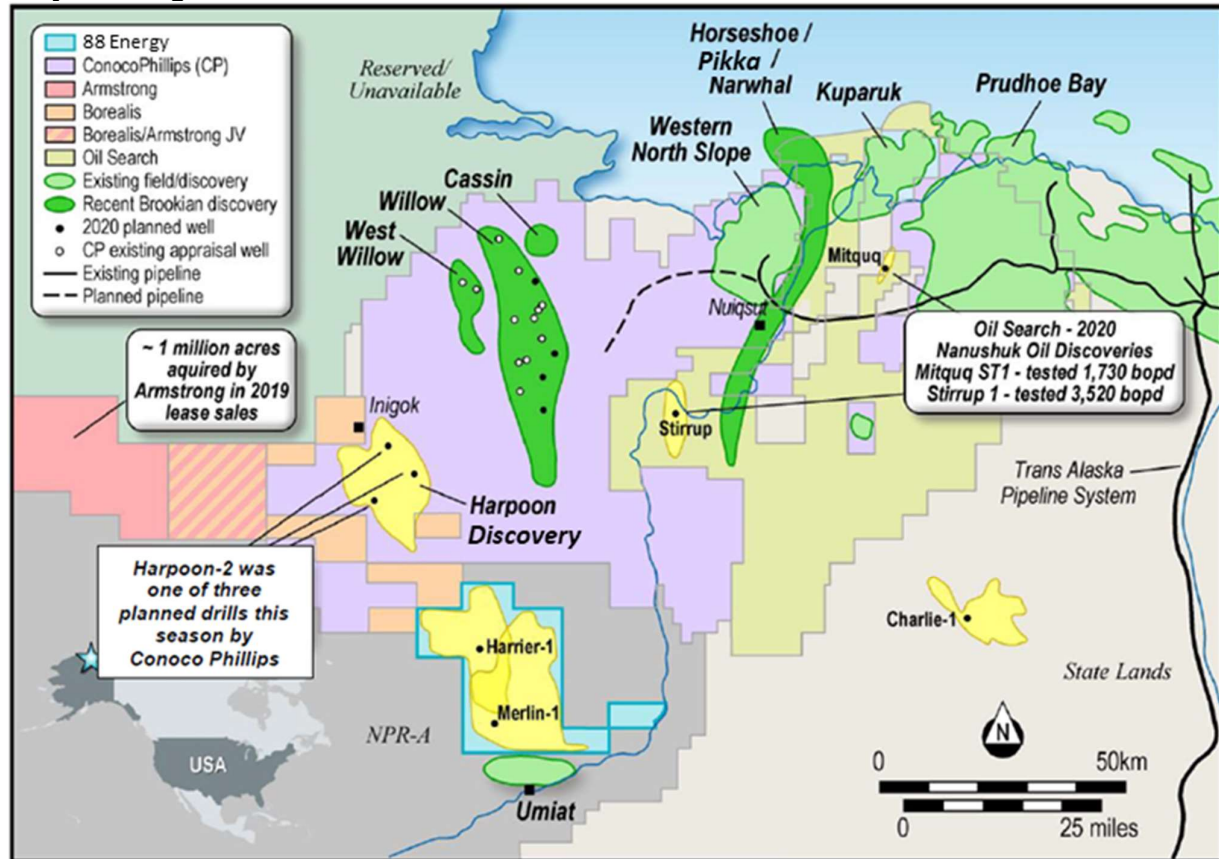 88 Energy
ConocoPhillips (CP)
Armstrong
Borealis
Borealis/Armstrong JV
Oil Search
Existing field/discovery
Recent Brookian discovery
2020 planned well
CP existing appraisal well
Existing pipeline
Planned pipeline
Reserved/
Unavailable
Horseshoe /
Pikka /
Narwhal
Kuparuk
Prudhoe Bay
Western
North Slope
Cassin
Willow
West
Willow
Mitquq
Nuiqsut
~ 1 million acres
aquired by
Armstrong in 2019
lease sales
Oil Search - 2020
Nanushuk Oil Discoveries
Mitquq ST1 - tested 1,730 bopd
Stirrup 1 - tested 3,520 bopd
Inigok
Stirrup
Trans Alaska
Pipeline System
Harpoon
Discovery
Harpoon-2 was
one of three
planned drills this
season by
Conoco Phillips
Harrier-1
Charlie-1
State Lands
Merlin-1
NPR-A
USA
Umiat
N
0
50km
0
25 miles